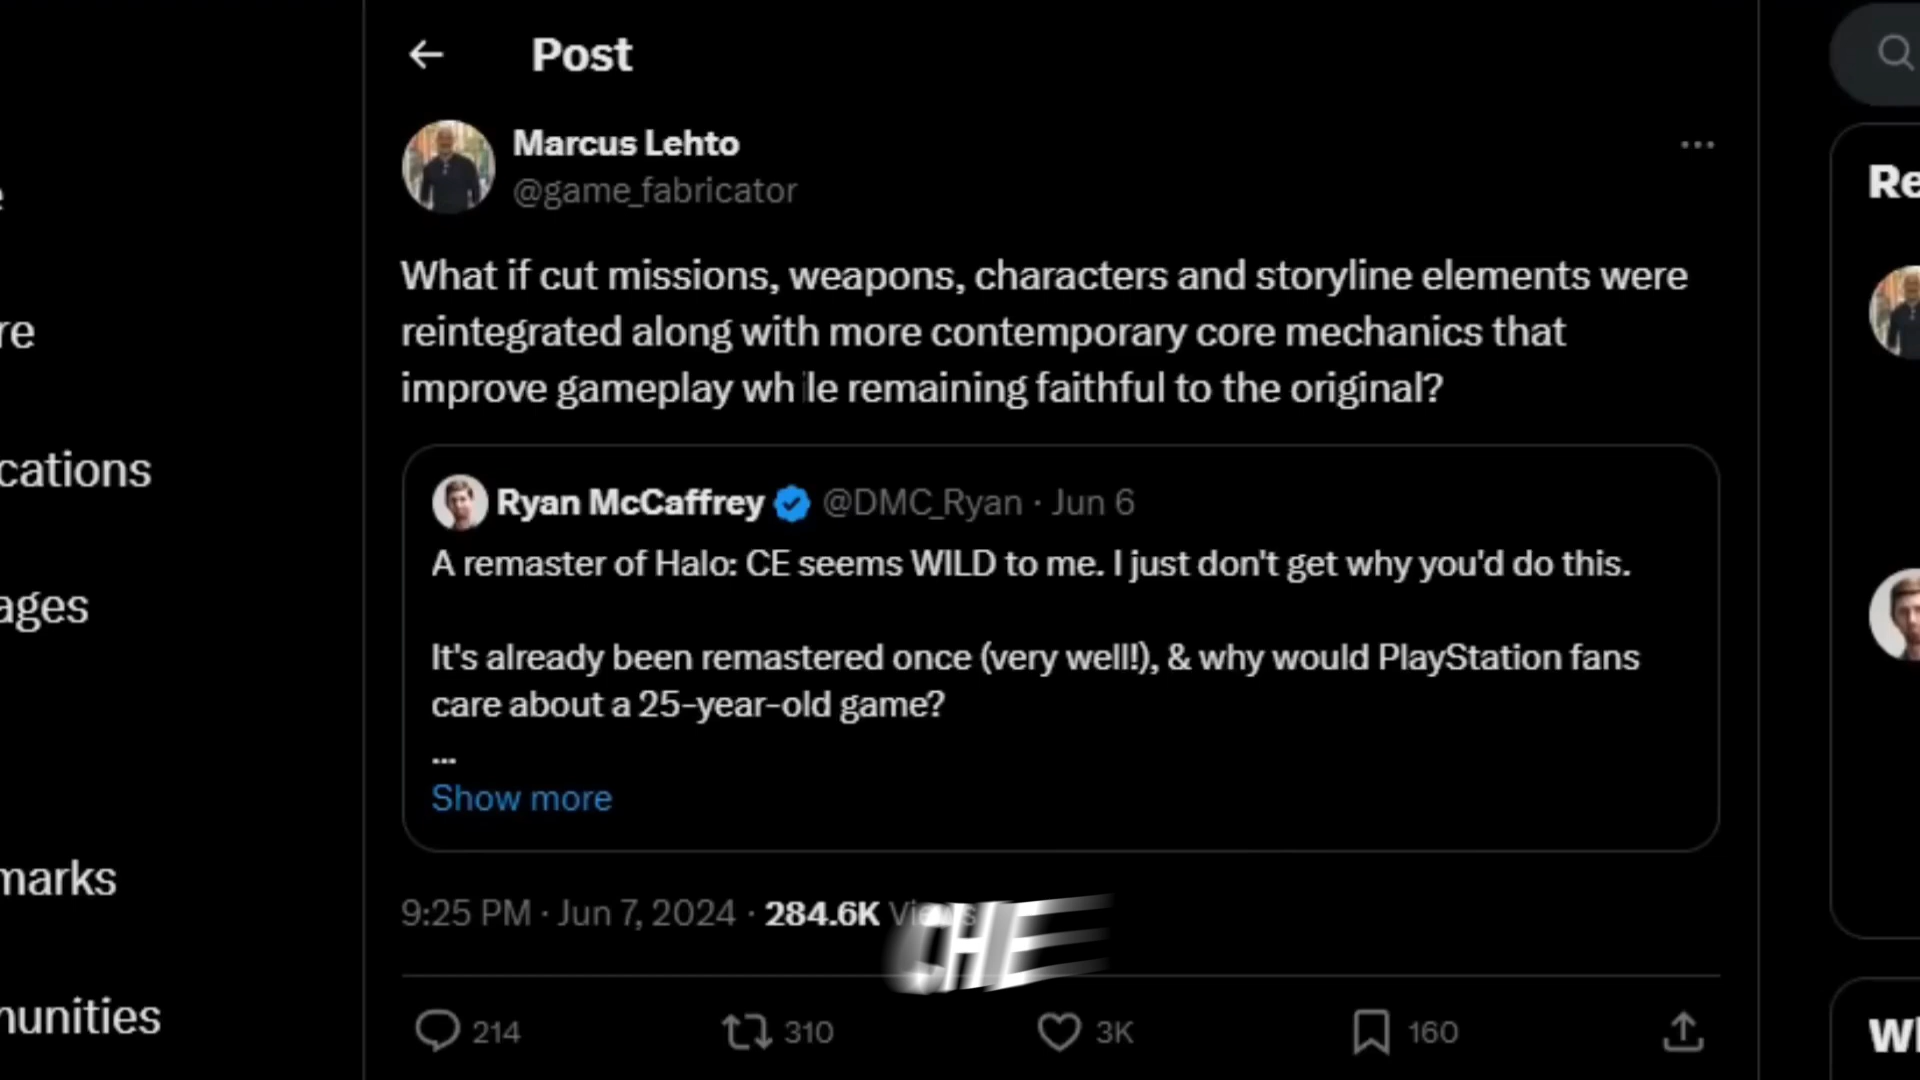 Post
Marcus Lehto
@game_fabricator
What if cut missions, weapons, characters and storyline elements were
reintegrated along with more contemporary core mechanics that
improve gameplay wh le remaining faithful to the original?
Ryan McCaffrey @DMC_Ryan · Jun 6
A remaster of Halo: CE seems WILD to me. I just don't get why you'd do this.
It's already been remastered once (very well!), & why would PlayStation fans
care about a 25-year-old game?
...
Show more
9:25 PM · Jun 7, 2024 · 284.6K Views
CHE
214
310
3K
160
e
re
cations
ages
marks
nunities
Re
Wh